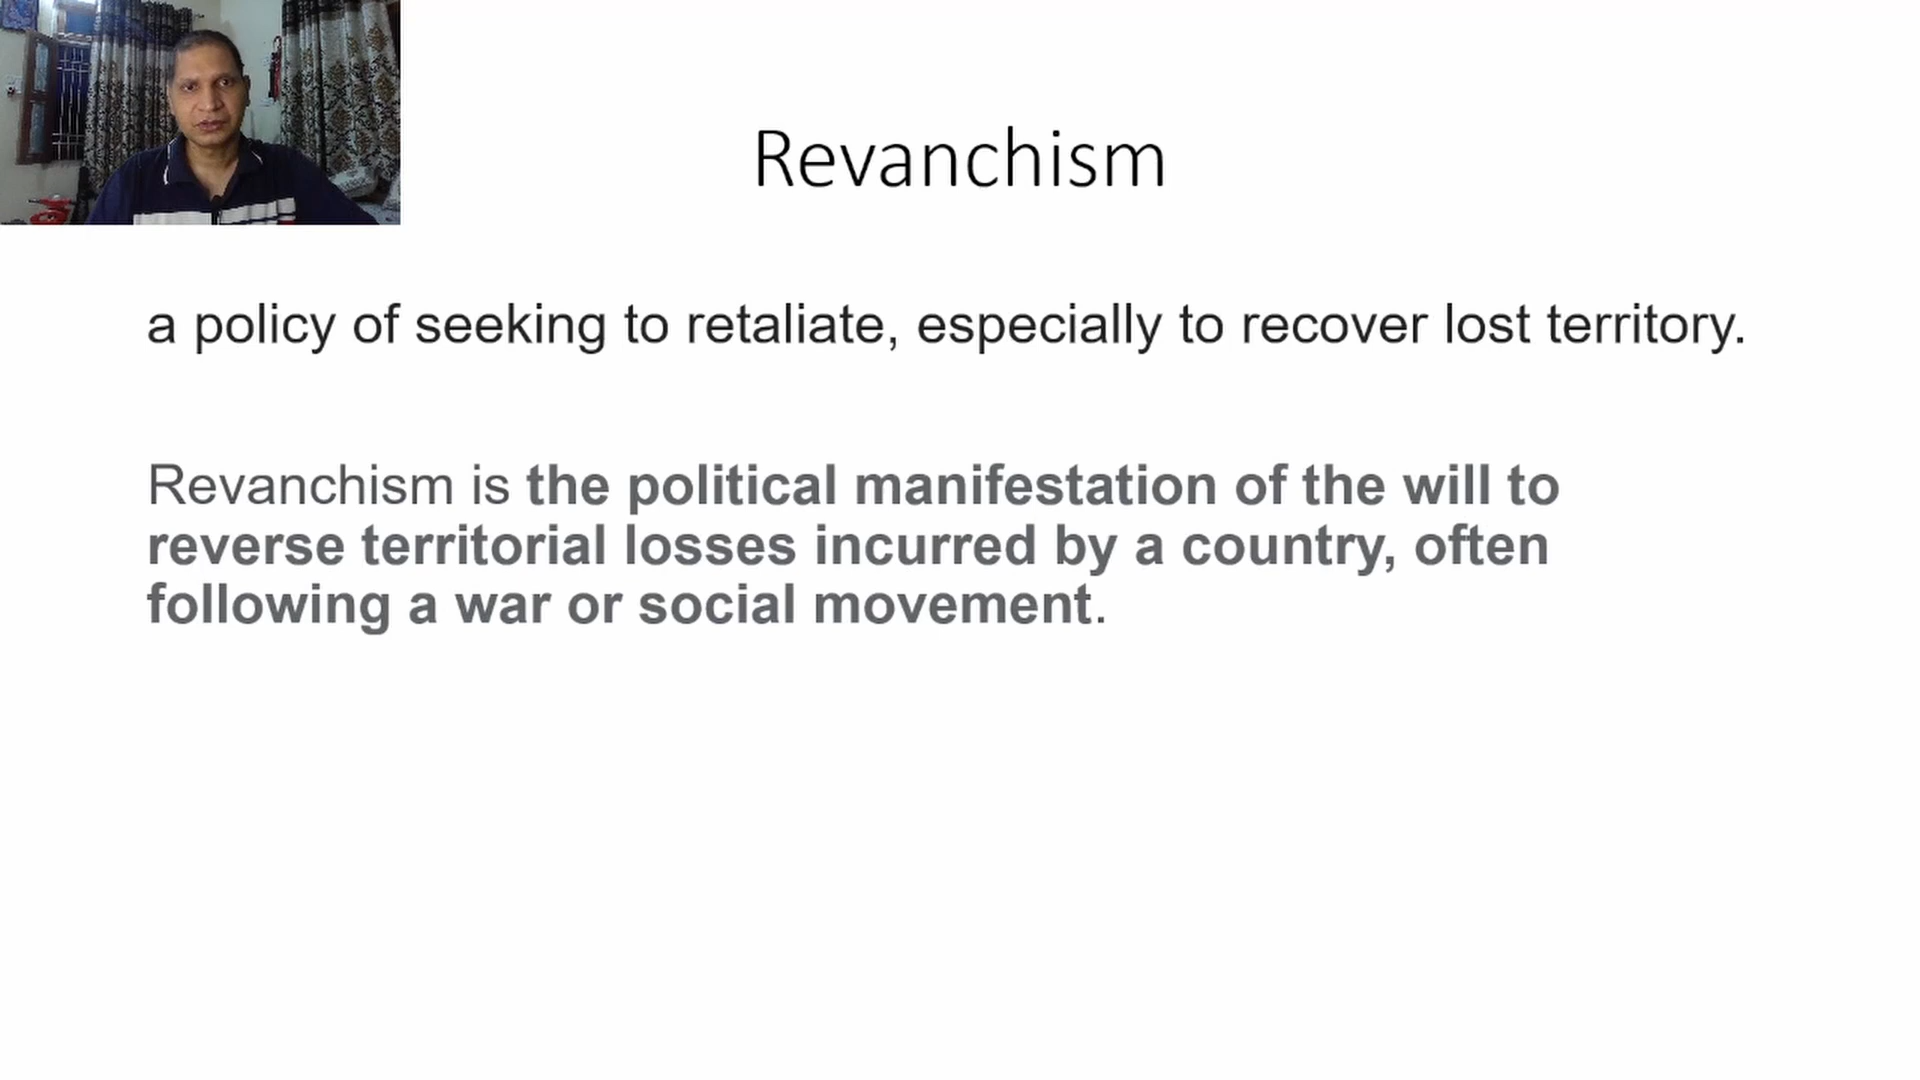 Revanchism
a policy of seeking to retaliate, especially to recover lost territory.
Revanchism is the political manifestation of the will to
reverse territorial losses incurred by a country, often
following a war or social movement.